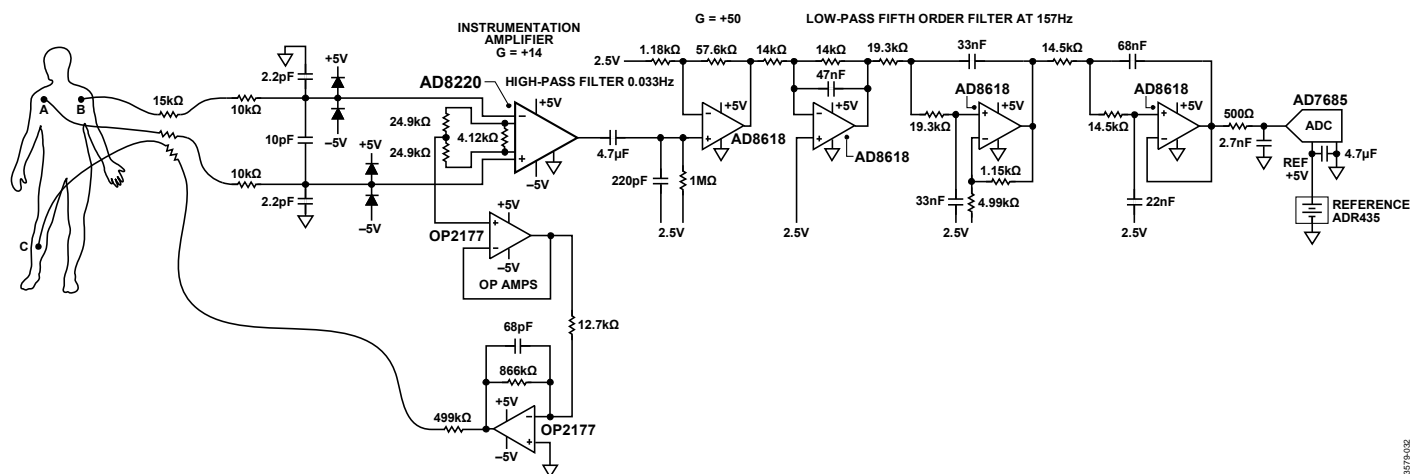 INSTRUMENTATION
AMPLIFIER
G = +14
G = +50
LOW-PASS FIFTH ORDER FILTER AT 157Hz
A
B
C
15kΩ
10kΩ
10kΩ
2.2pF
10pF
2.2pF
+5V
–5V
+5V
–5V
AD8220
HIGH-PASS FILTER 0.033Hz
24.9kΩ
24.9kΩ
4.12kΩ
–
+
+5V
–5V
4.7µF
220pF
1MΩ
2.5V
2.5V
1.18kΩ
57.6kΩ
–
+
+5V
AD8618
14kΩ
14kΩ
47nF
–
+
+5V
AD8618
2.5V
19.3kΩ
33nF
19.3kΩ
AD8618
+
–
+5V
1.15kΩ
33nF
4.99kΩ
2.5V
14.5kΩ
68nF
14.5kΩ
AD8618
+
–
+5V
22nF
2.5V
500Ω
2.7nF
AD7685
ADC
REF
+5V
4.7µF
REFERENCE
ADR435
OP2177
+
–
+5V
–5V
OP AMPS
12.7kΩ
68pF
866kΩ
499kΩ
+5V
–5V
–
+
OP2177
03579-032